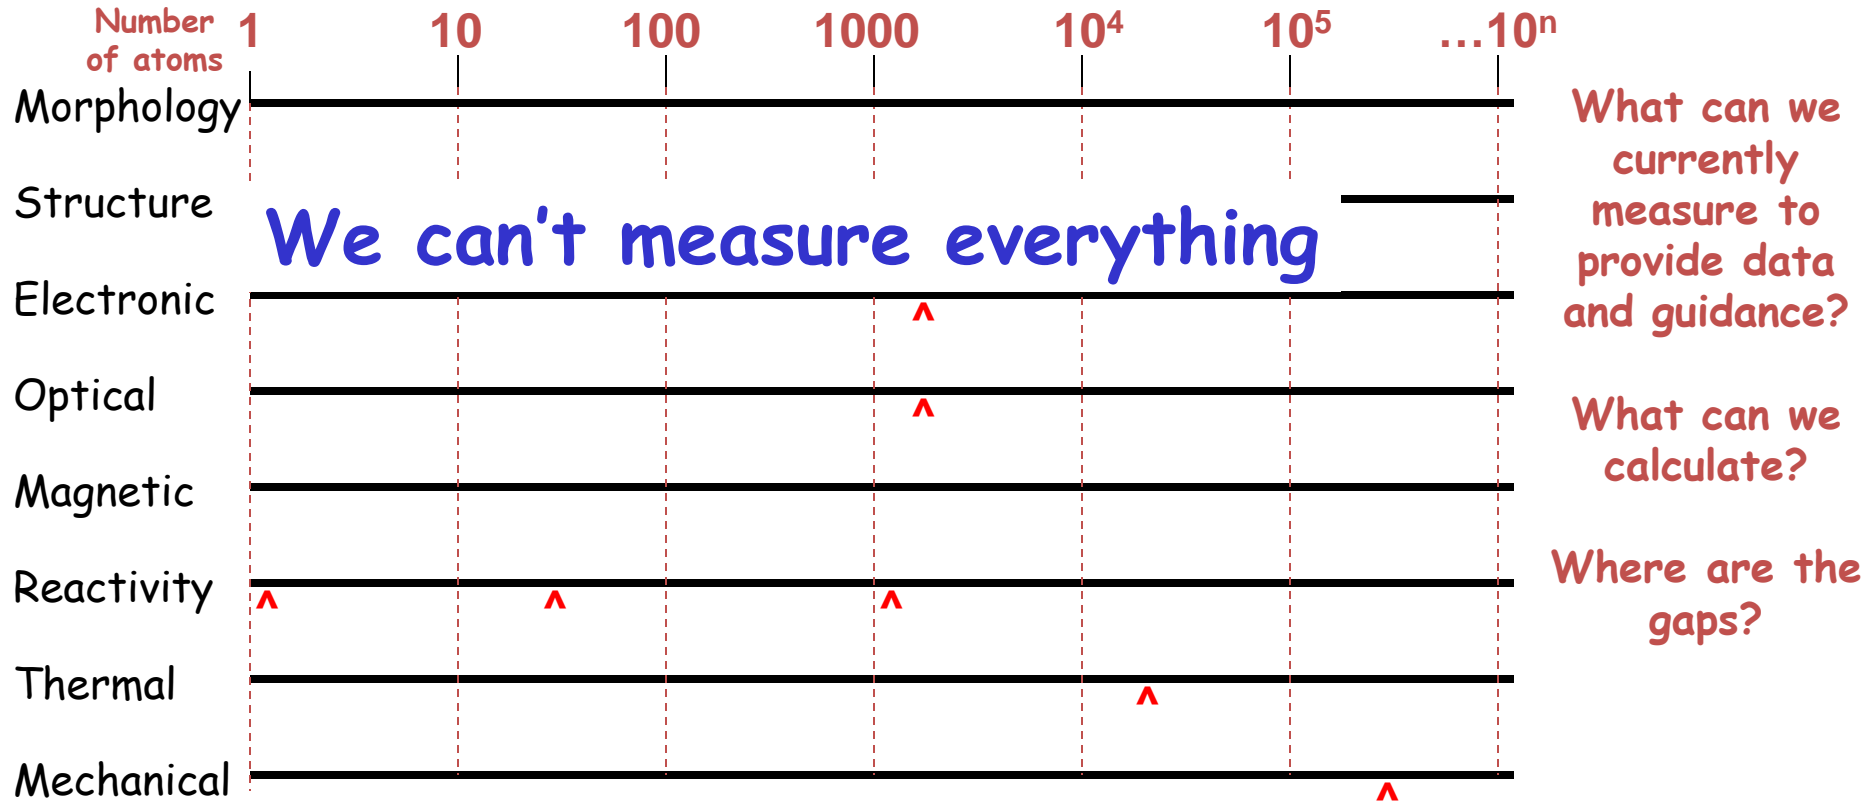 Number
of atoms
1 10 100 1000 10⁴ 10⁵ ...10ⁿ
Morphology
Structure
We can't measure everything
Electronic
^
Optical
^
Magnetic
Reactivity
^ ^ ^
Thermal
^
Mechanical
^
What can we
currently
measure to
provide data
and guidance?
What can we
calculate?
Where are the
gaps?